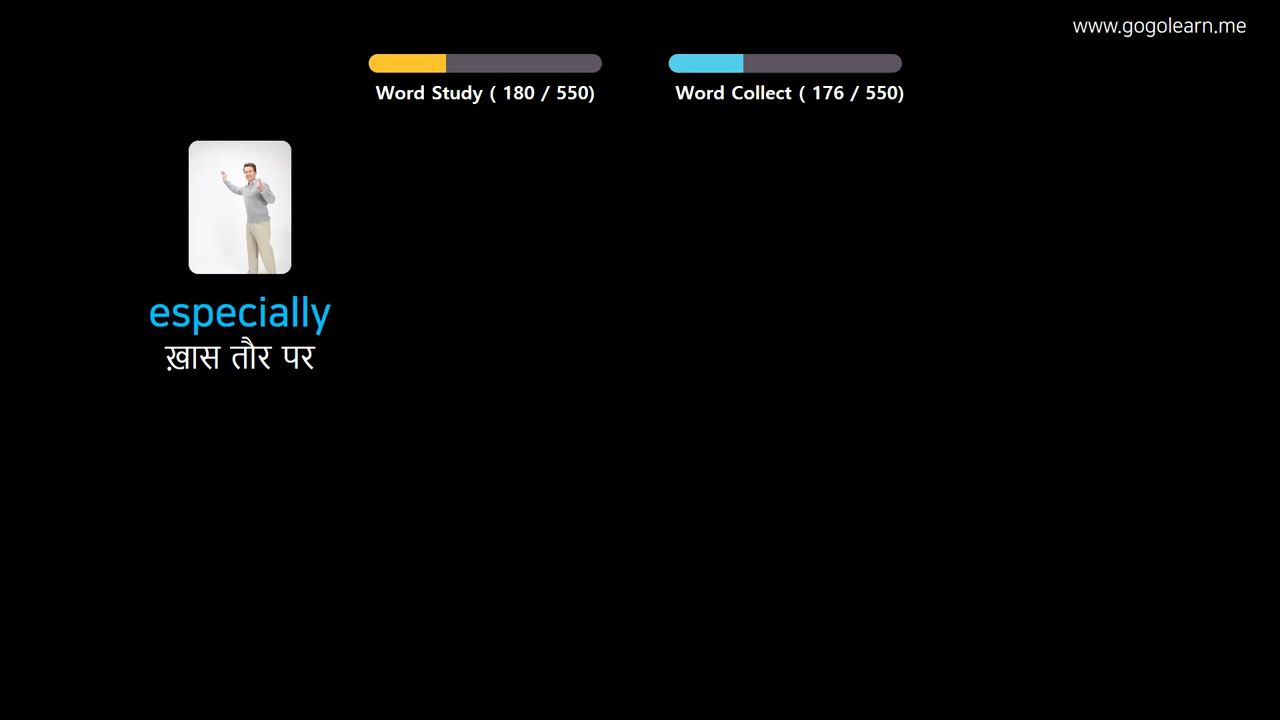 www.gogolearn.me
Word Study ( 180 / 550)
Word Collect ( 176 / 550)
especially
ख़ास तौर पर